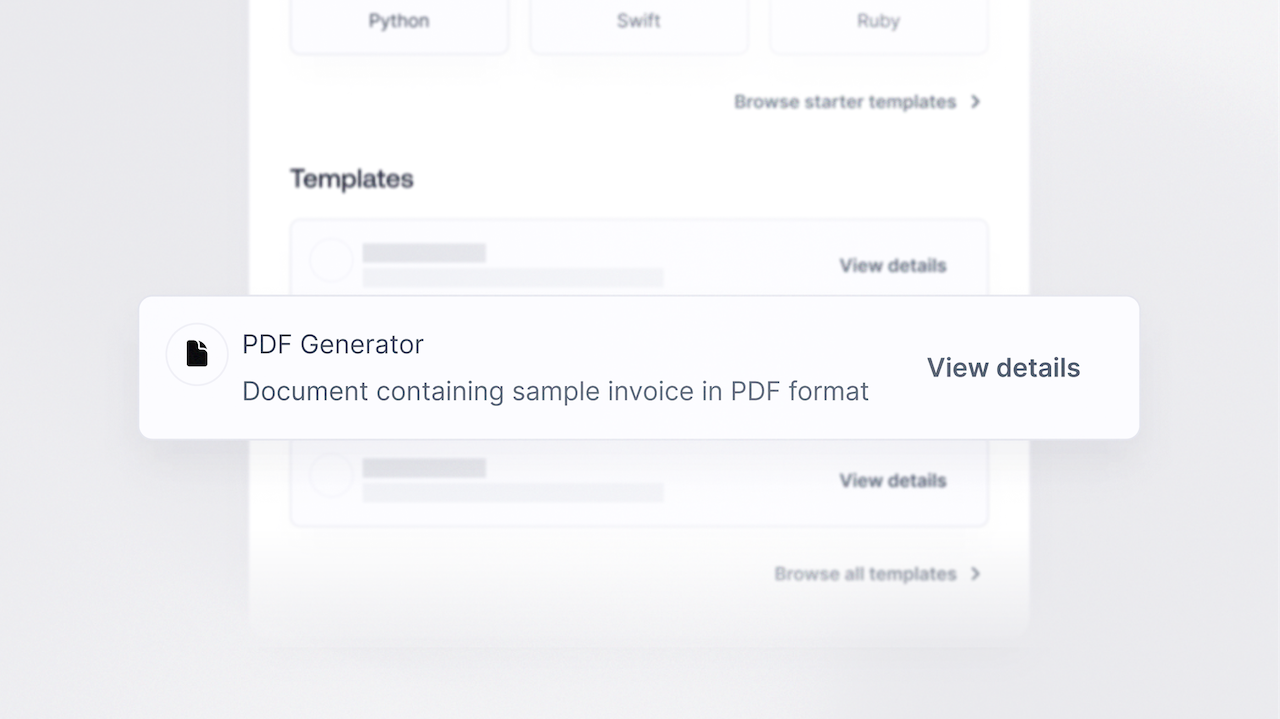 Python
Swift
Ruby
Browse starter templates
Templates
View details
PDF Generator
Document containing sample invoice in PDF format
View details
View details
Browse all templates